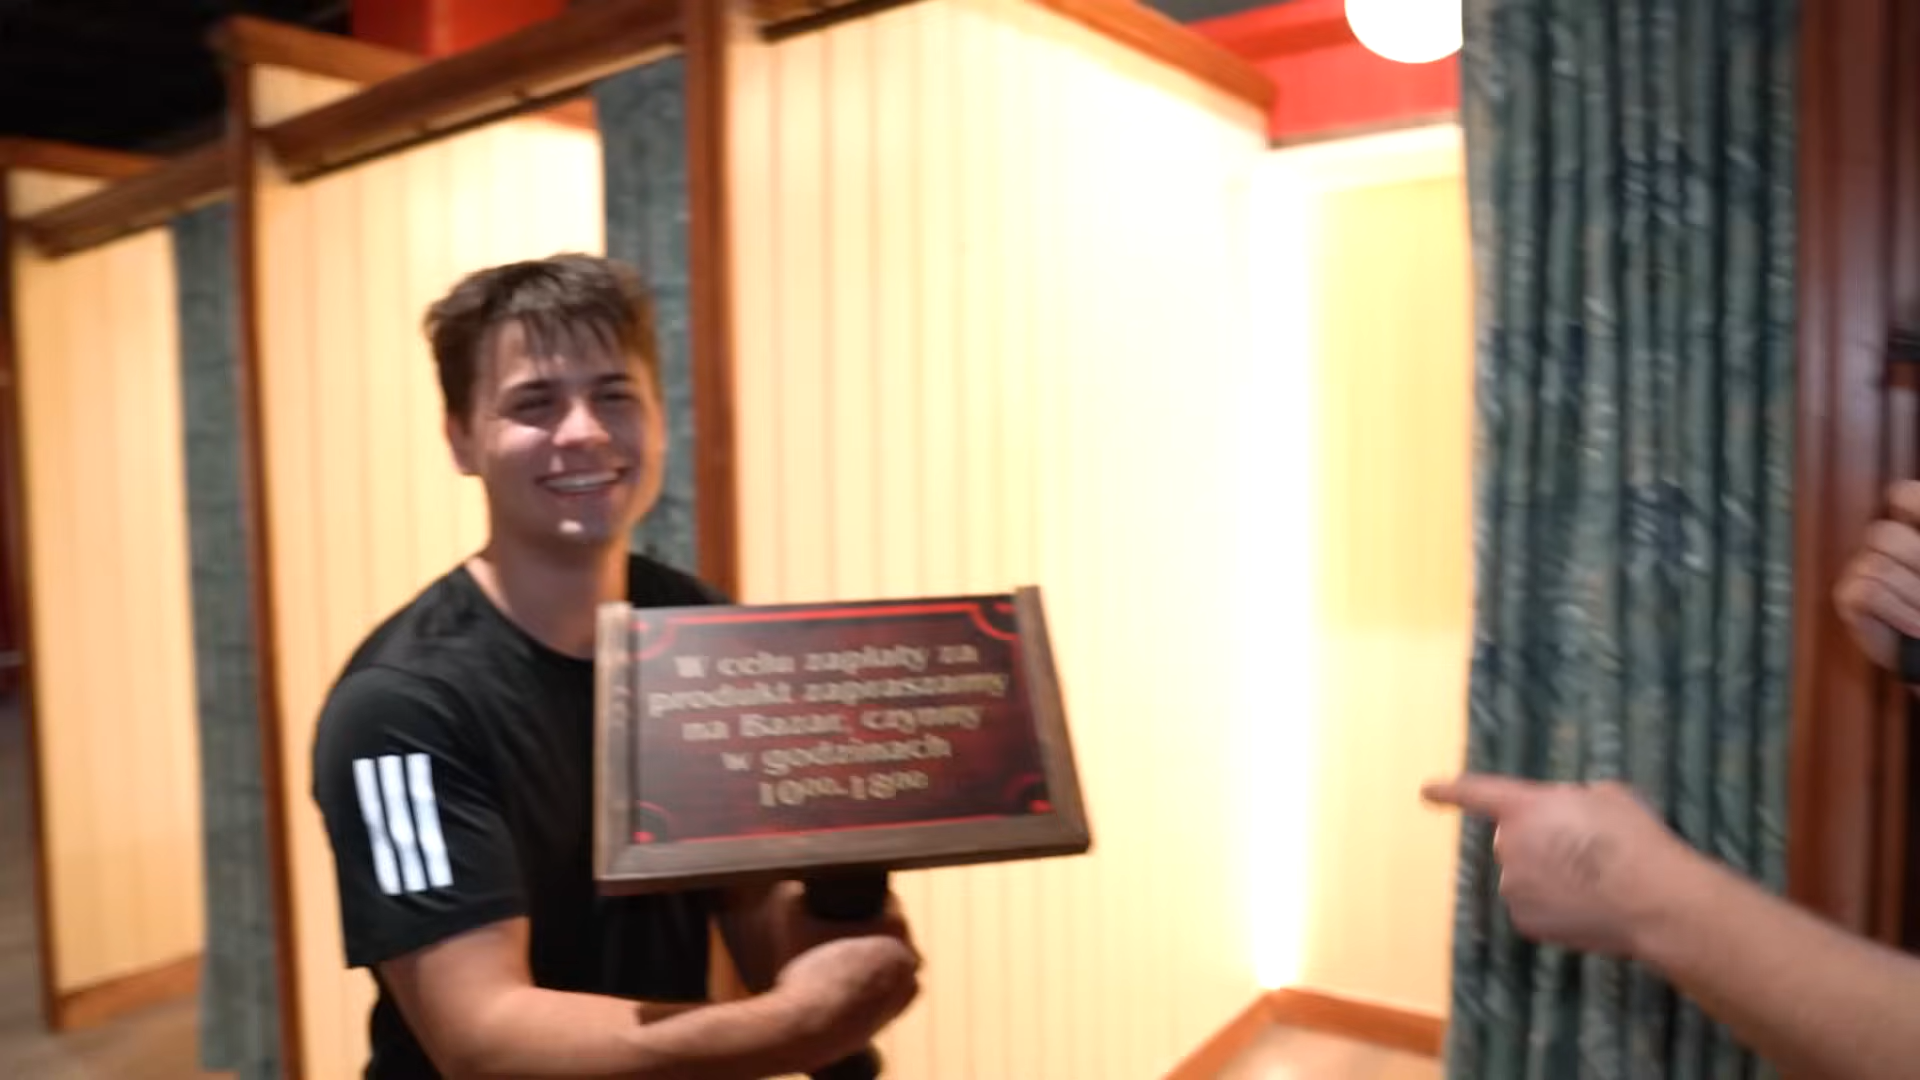 W celu zapłaty za
produkt zapraszamy
na Bazar, czynny
w godzinach
10⁰⁰-18⁰⁰